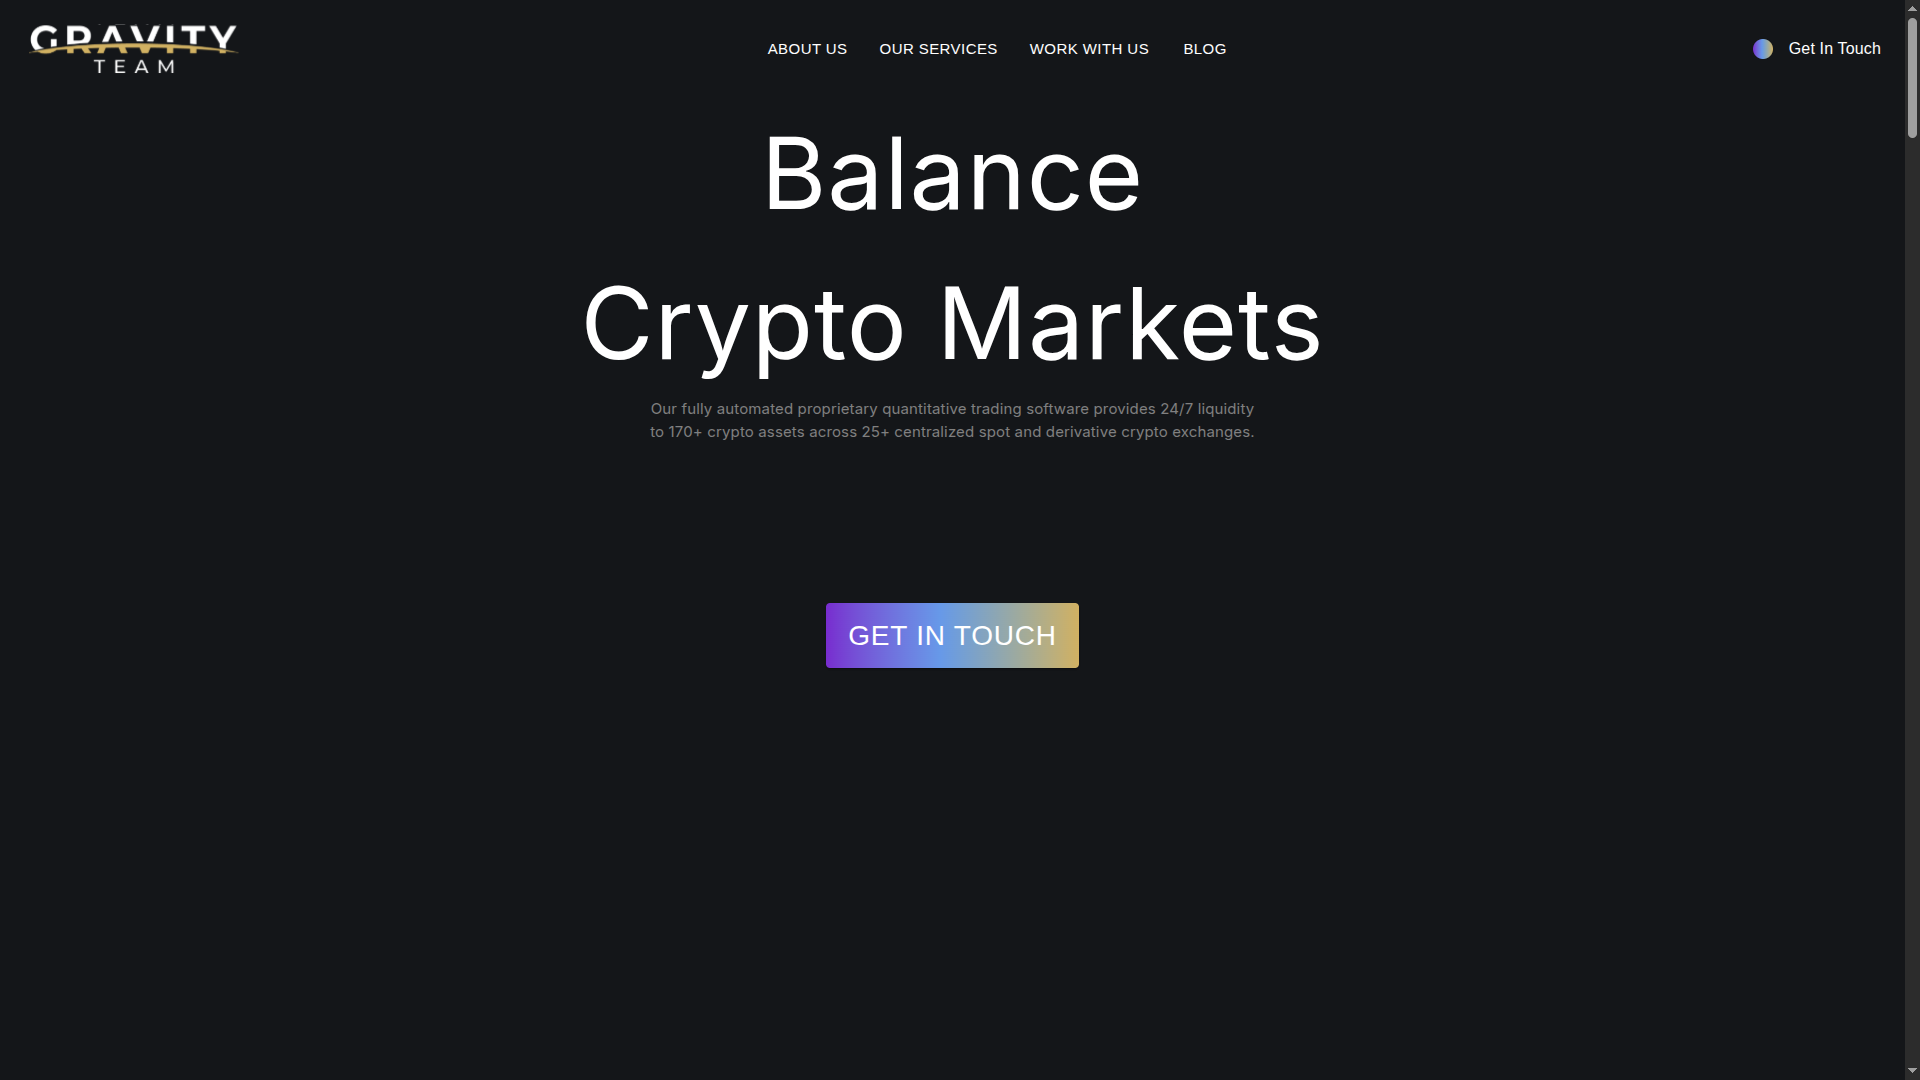 GRAVITY
TEAM
ABOUT US
OUR SERVICES
WORK WITH US
BLOG
Get In Touch
Balance
Crypto Markets
Our fully automated proprietary quantitative trading software provides 24/7 liquidity
to 170+ crypto assets across 25+ centralized spot and derivative crypto exchanges.
GET IN TOUCH